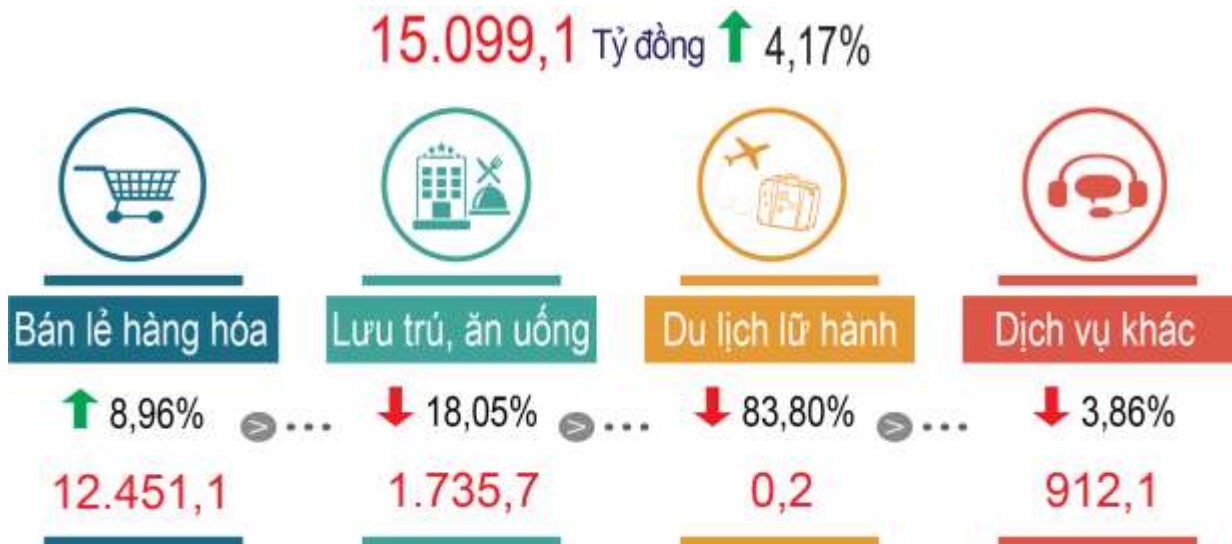 15.099,1 Tỷ đồng 4,17%
Bán lẻ hàng hóa
Lưu trú, ăn uống
Du lịch lữ hành
Dịch vụ khác
8,96% > ... 18,05% > ... 83,80% > ... 3,86%
12.451,1 1.735,7 0,2 912,1